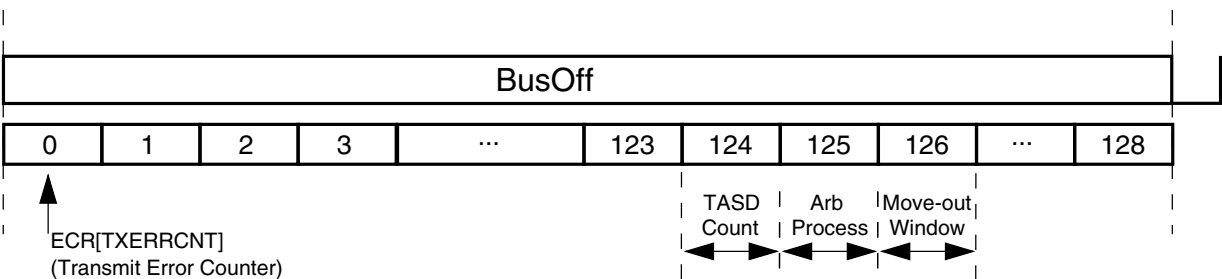 BusOff
0 1 2 3 ... 123 124 125 126 ... 128
TASD Arb Move-out
Count Process Window
ECR[TXERRCNT]
(Transmit Error Counter)